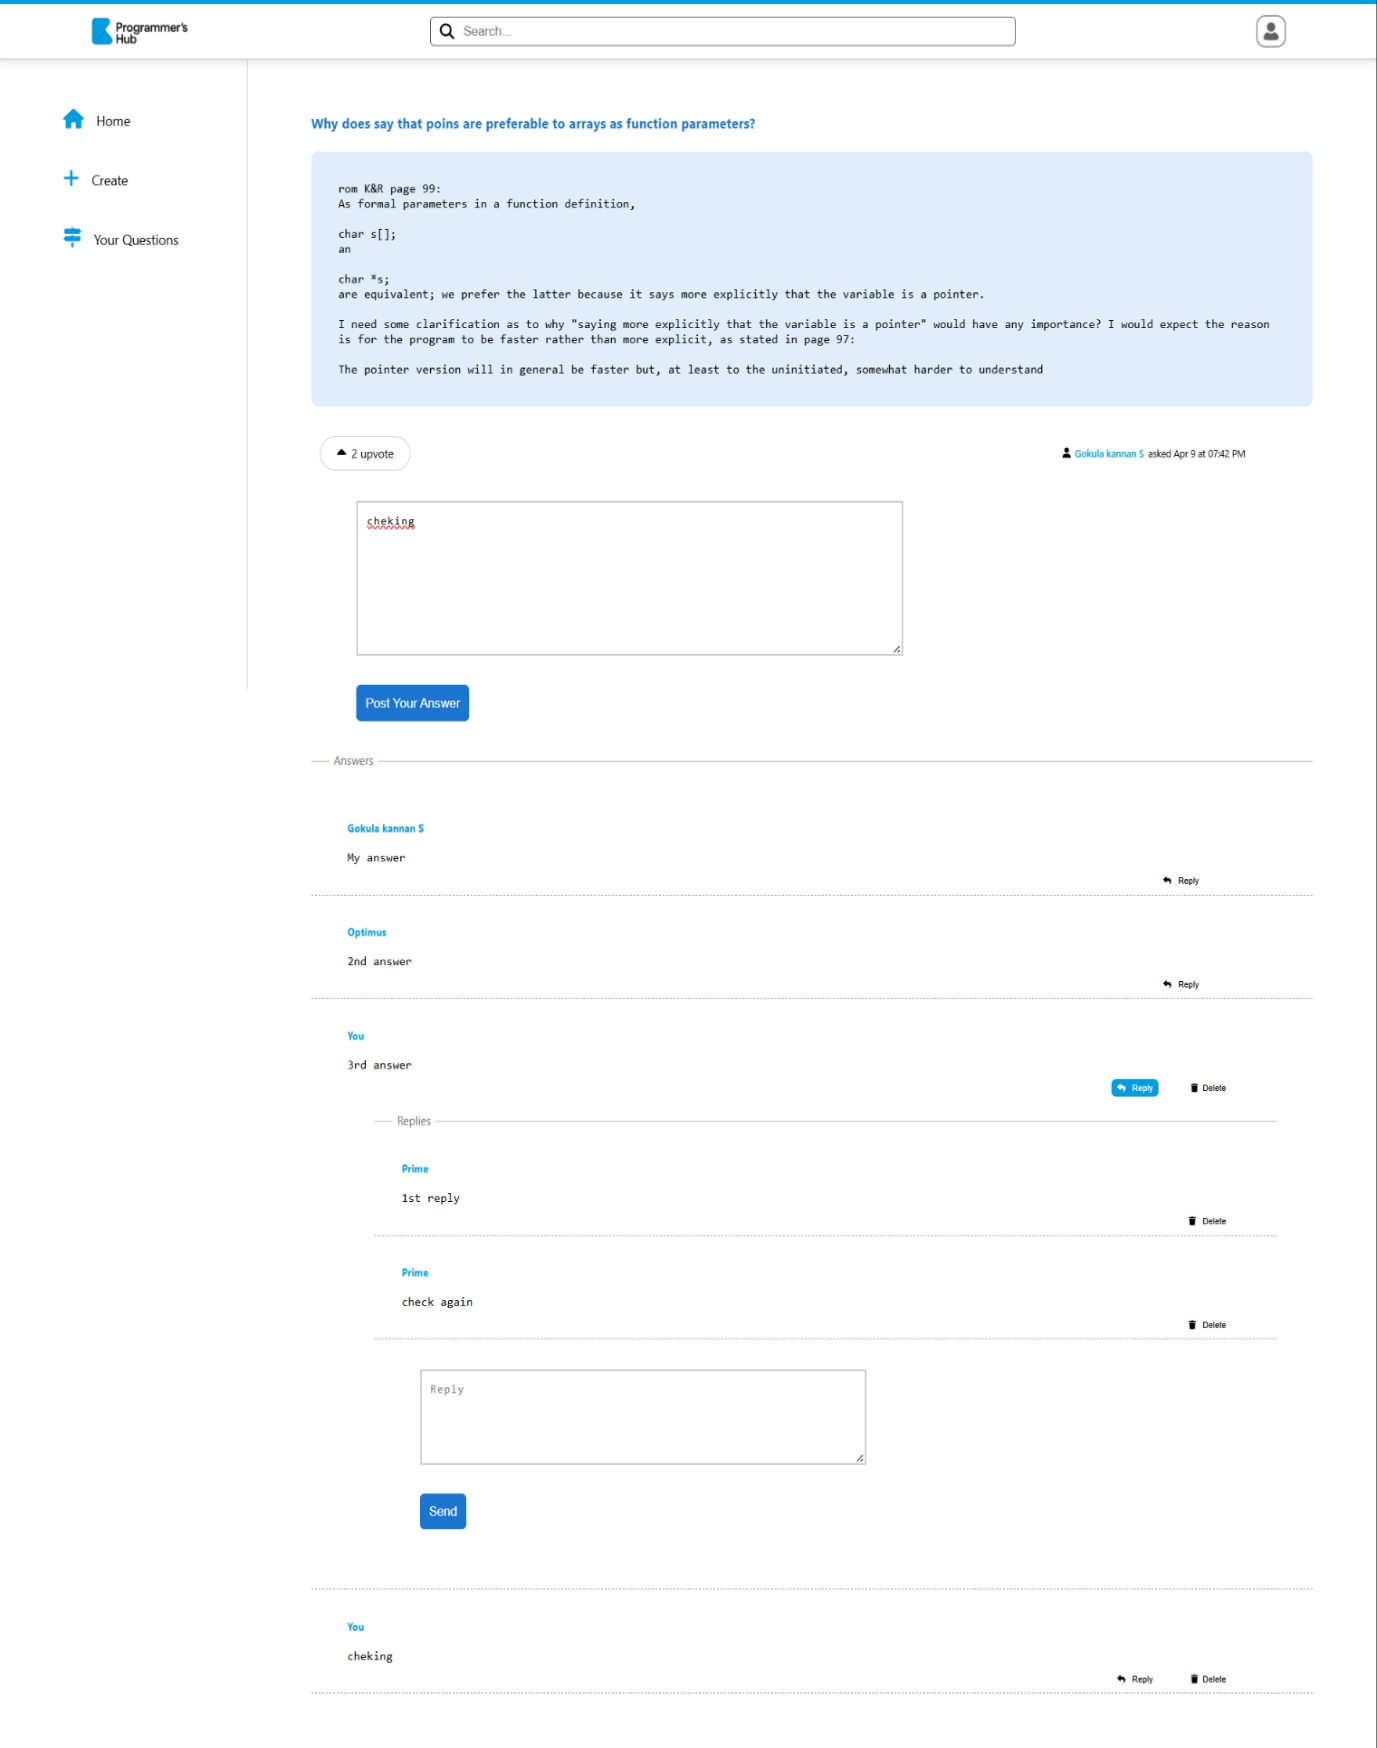 Programmer's
Hub
Search...
Home
Create
Your Questions
Why does say that poins are preferable to arrays as function parameters?
rom K&R page 99:
As formal parameters in a function definition,
char s[];
an
char *s;
are equivalent; we prefer the latter because it says more explicitly that the variable is a pointer.
I need some clarification as to why "saying more explicitly that the variable is a pointer" would have any importance? I would expect the reason
is for the program to be faster rather than more explicit, as stated in page 97:
The pointer version will in general be faster but, at least to the uninitiated, somewhat harder to understand
2 upvote
Gokula kannan S asked Apr 9 at 07:42 PM
cheking
Post Your Answer
Answers
Gokula kannan S
My answer
Reply
Optimus
2nd answer
Reply
You
3rd answer
Reply Delete
Replies
Prime
1st reply
Delete
Prime
check again
Delete
Reply
Send
You
cheking
Reply Delete